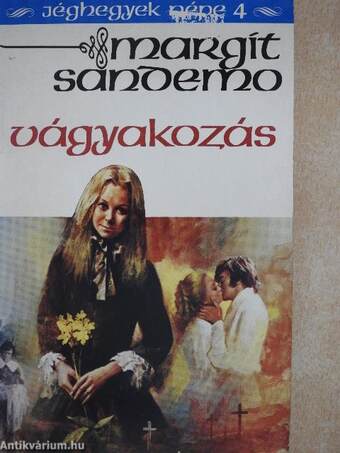 Jéghegyek népe 4
margit
sandemo
vágyakozás
Antikvárium.hu